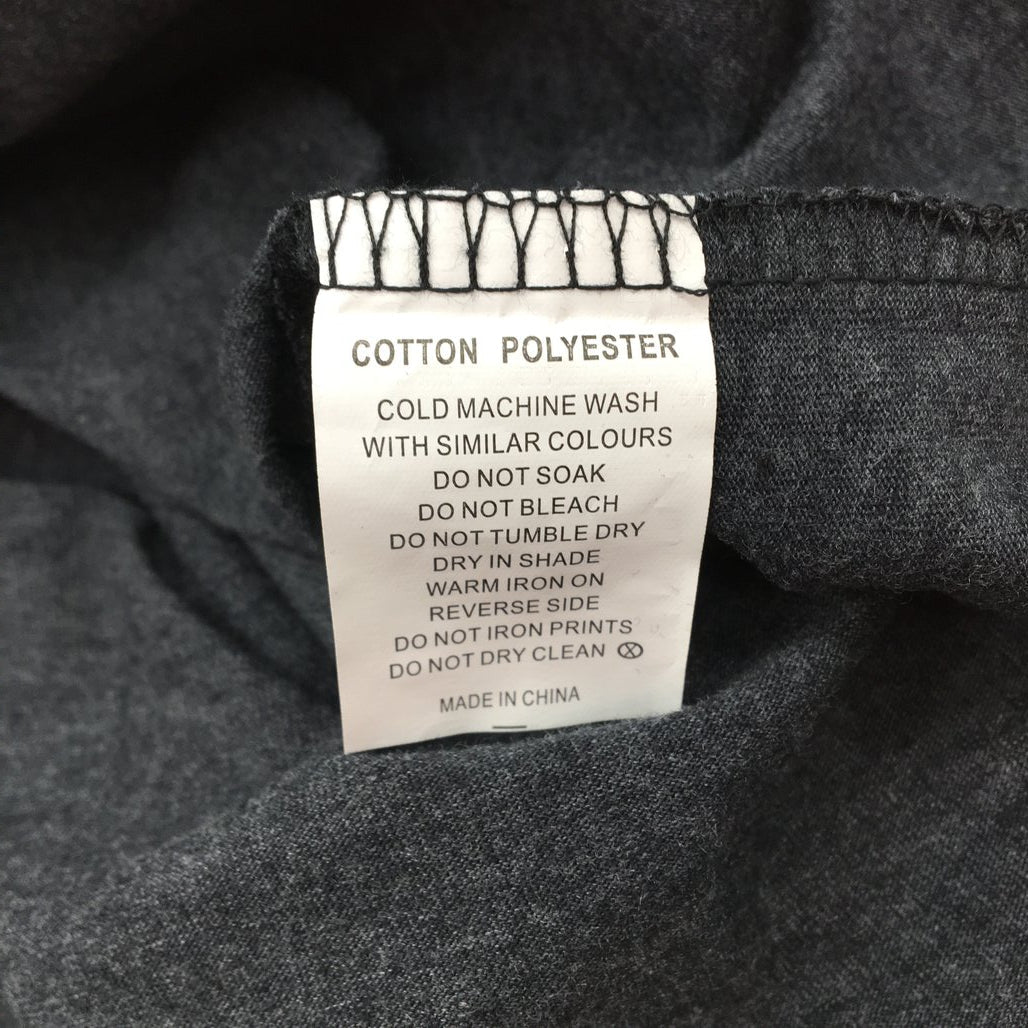 COTTON POLYESTER
COLD MACHINE WASH
WITH SIMILAR COLOURS
DO NOT SOAK
DO NOT BLEACH
DO NOT TUMBLE DRY
DRY IN SHADE
WARM IRON ON
REVERSE SIDE
DO NOT IRON PRINTS
DO NOT DRY CLEAN Ⓧ
MADE IN CHINA